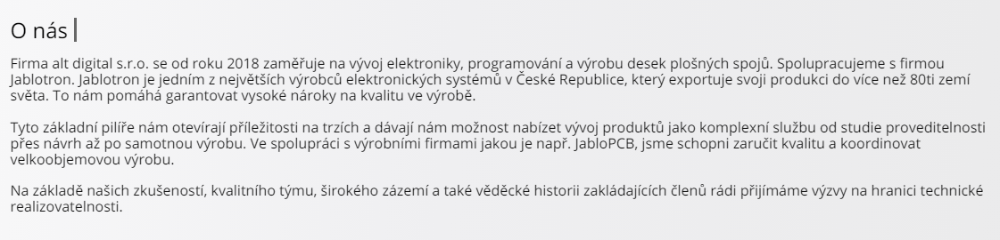 O nás
Firma alt digital s.r.o. se od roku 2018 zaměřuje na vývoj elektroniky, programování a výrobu desek plošných spojů. Spolupracujeme s firmou
Jablotron. Jablotron je jedním z největších výrobců elektronických systémů v České Republice, který exportuje svoji produkci do více než 80ti zemí
světa. To nám pomáhá garantovat vysoké nároky na kvalitu ve výrobě.
Tyto základní pilíře nám otevírají příležitosti na trzích a dávají nám možnost nabízet vývoj produktů jako komplexní službu od studie proveditelnosti
přes návrh až po samotnou výrobu. Ve spolupráci s výrobními firmami jakou je např. JabloPCB, jsme schopni zaručit kvalitu a koordinovat
velkoobjemovou výrobu.
Na základě našich zkušeností, kvalitního týmu, širokého zázemí a také věděcké historii zakládajících členů rádi přijímáme výzvy na hranici technické
realizovatelnosti.